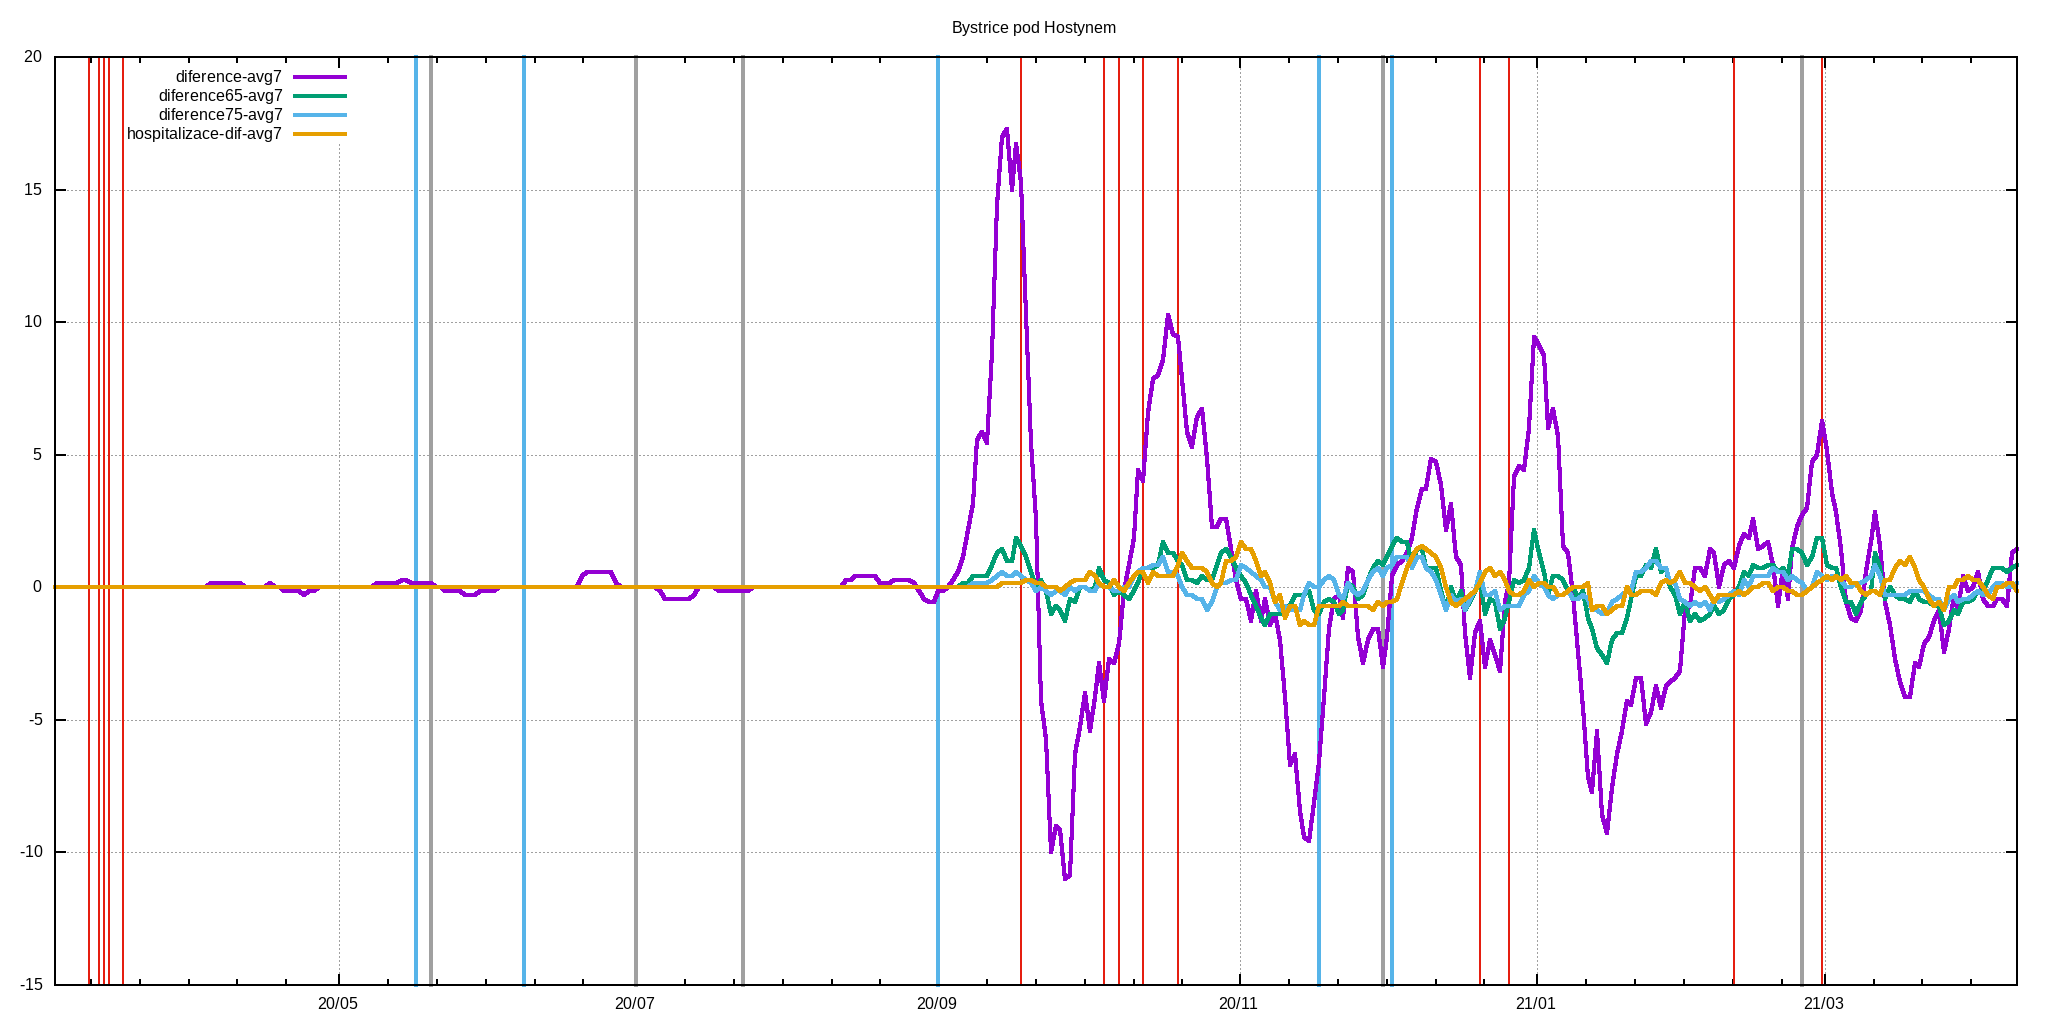 Bystrice pod Hostynem
20
15
10
5
0
-5
-10
-15
diference-avg7
diference65-avg7
diference75-avg7
hospitalizace-dif-avg7
20/05
20/07
20/09
20/11
21/01
21/03